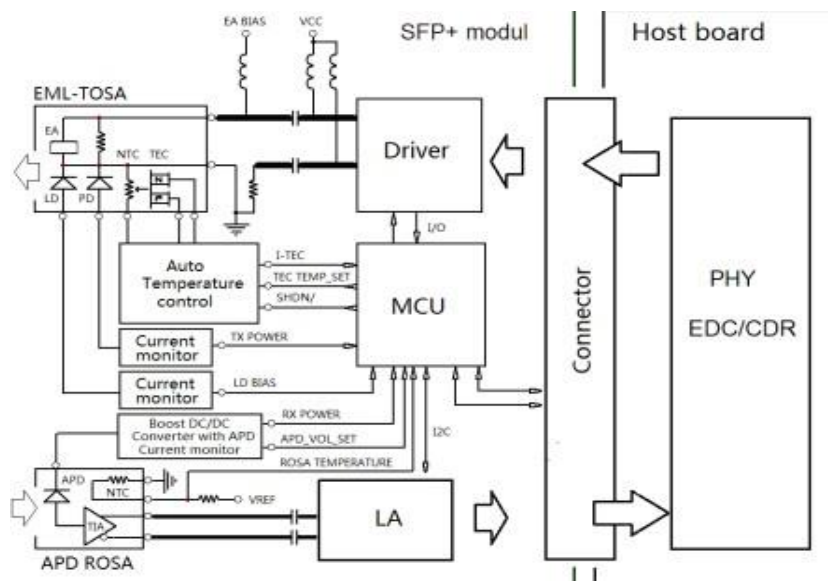 EA BIAS
VCC
SFP+ modul
Host board
EML-TOSA
EA
NTC
TEC
N
P
LD
PD
Driver
I/O
Auto
Temperature
control
I-TEC
TEC TEMP_SET
SHDN/
MCU
Connector
PHY
EDC/CDR
Current
monitor
TX POWER
Current
monitor
LD BIAS
Boost DC/DC
Converter with APD
Current monitor
RX POWER
APD_VOL_SET
I2C
ROSA TEMPERATURE
APD
NTC
VREF
TIA
LA
APD ROSA